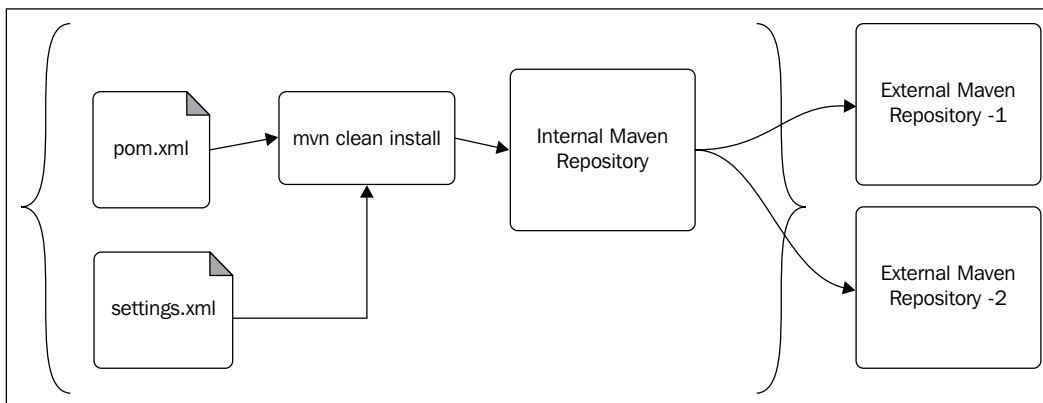 pom.xml
settings.xml
mvn clean install
Internal Maven
Repository
External Maven
Repository -1
External Maven
Repository -2